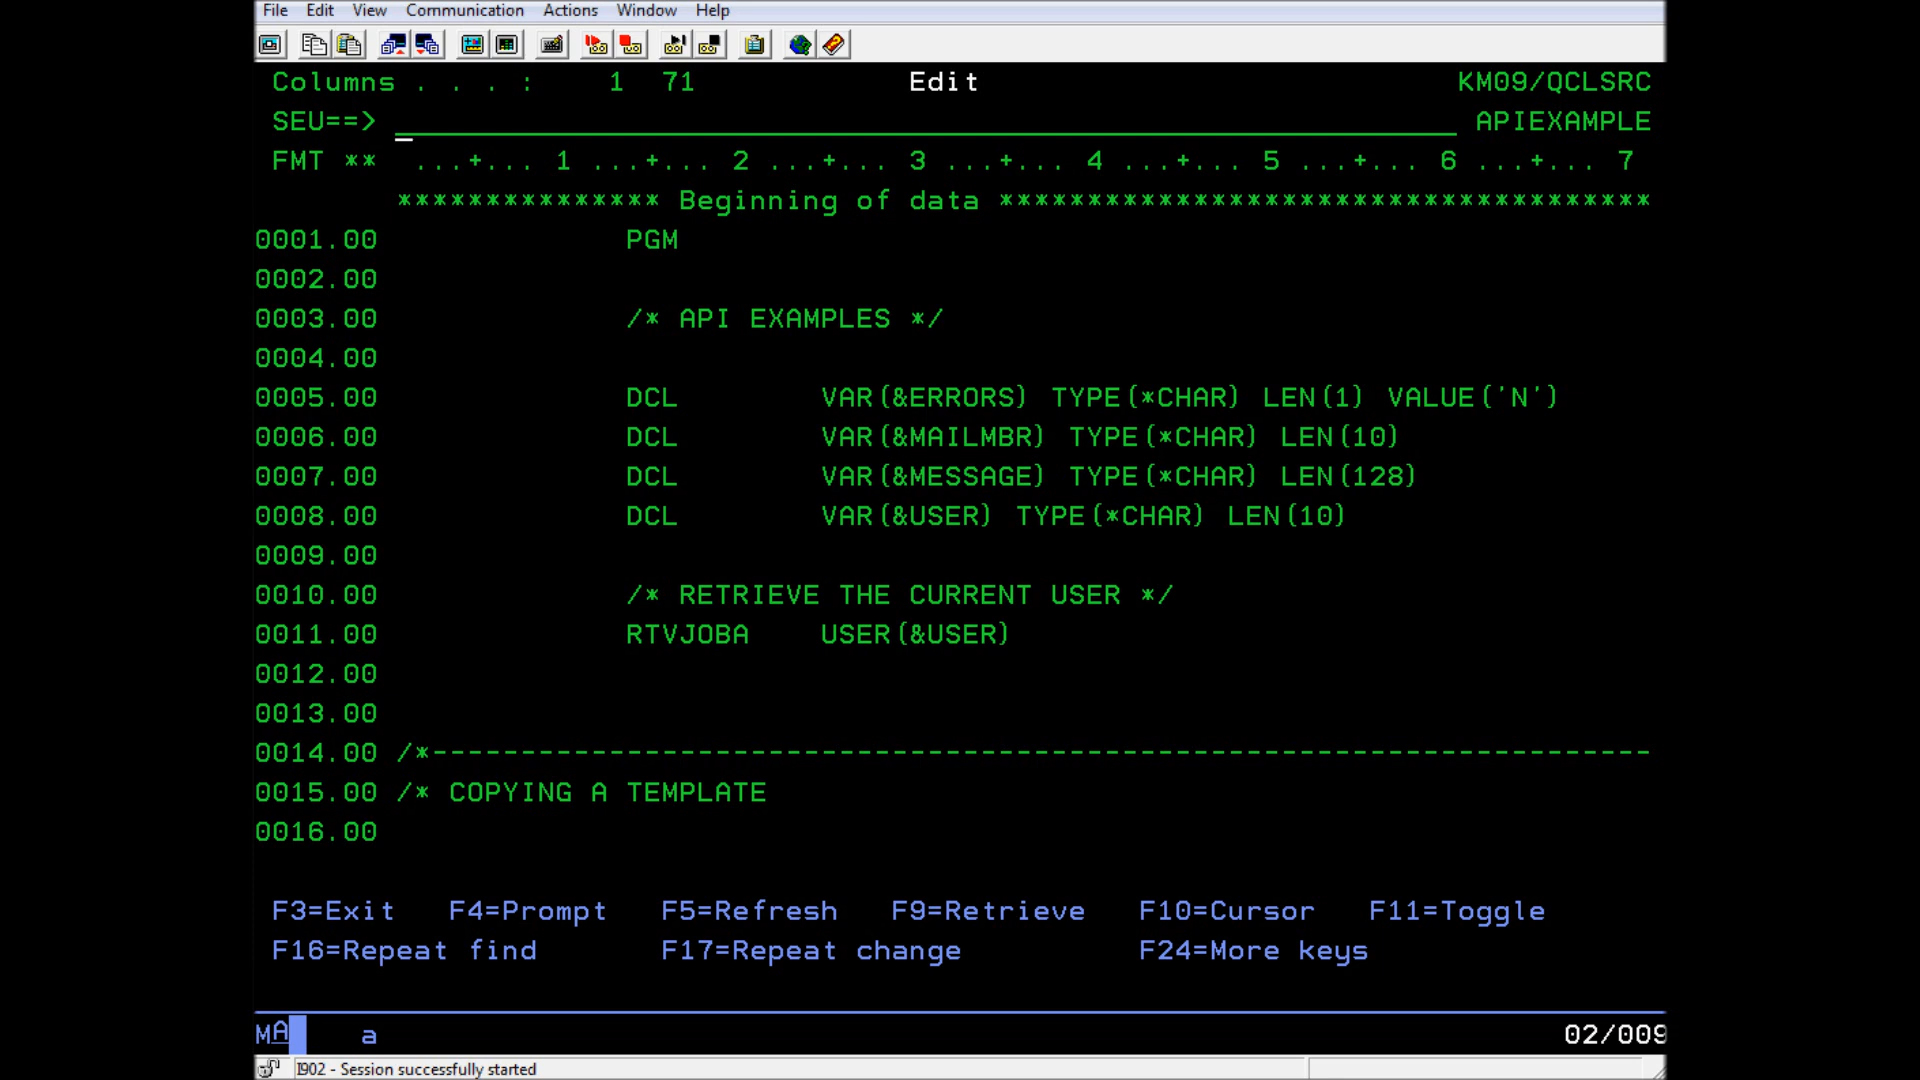 File Edit View Communication Actions Window Help
Columns . . . :    1  71            Edit                           KM09/QCLSRC
SEU==> ____________________________________________________________ APIEXAMPLE
FMT **  ...+... 1 ...+... 2 ...+... 3 ...+... 4 ...+... 5 ...+... 6 ...+... 7
*************** Beginning of data *************************************
0001.00              PGM
0002.00
0003.00              /* API EXAMPLES */
0004.00
0005.00              DCL        VAR(&ERRORS) TYPE(*CHAR) LEN(1) VALUE('N')
0006.00              DCL        VAR(&MAILMBR) TYPE(*CHAR) LEN(10)
0007.00              DCL        VAR(&MESSAGE) TYPE(*CHAR) LEN(128)
0008.00              DCL        VAR(&USER) TYPE(*CHAR) LEN(10)
0009.00
0010.00              /* RETRIEVE THE CURRENT USER */
0011.00              RTVJOBA    USER(&USER)
0012.00
0013.00
0014.00 /*---------------------------------------------------------------------
0015.00 /* COPYING A TEMPLATE
0016.00
F3=Exit   F4=Prompt   F5=Refresh   F9=Retrieve   F10=Cursor   F11=Toggle
F16=Repeat find       F17=Repeat change          F24=More keys
MA    a    02/009
I902 - Session successfully started